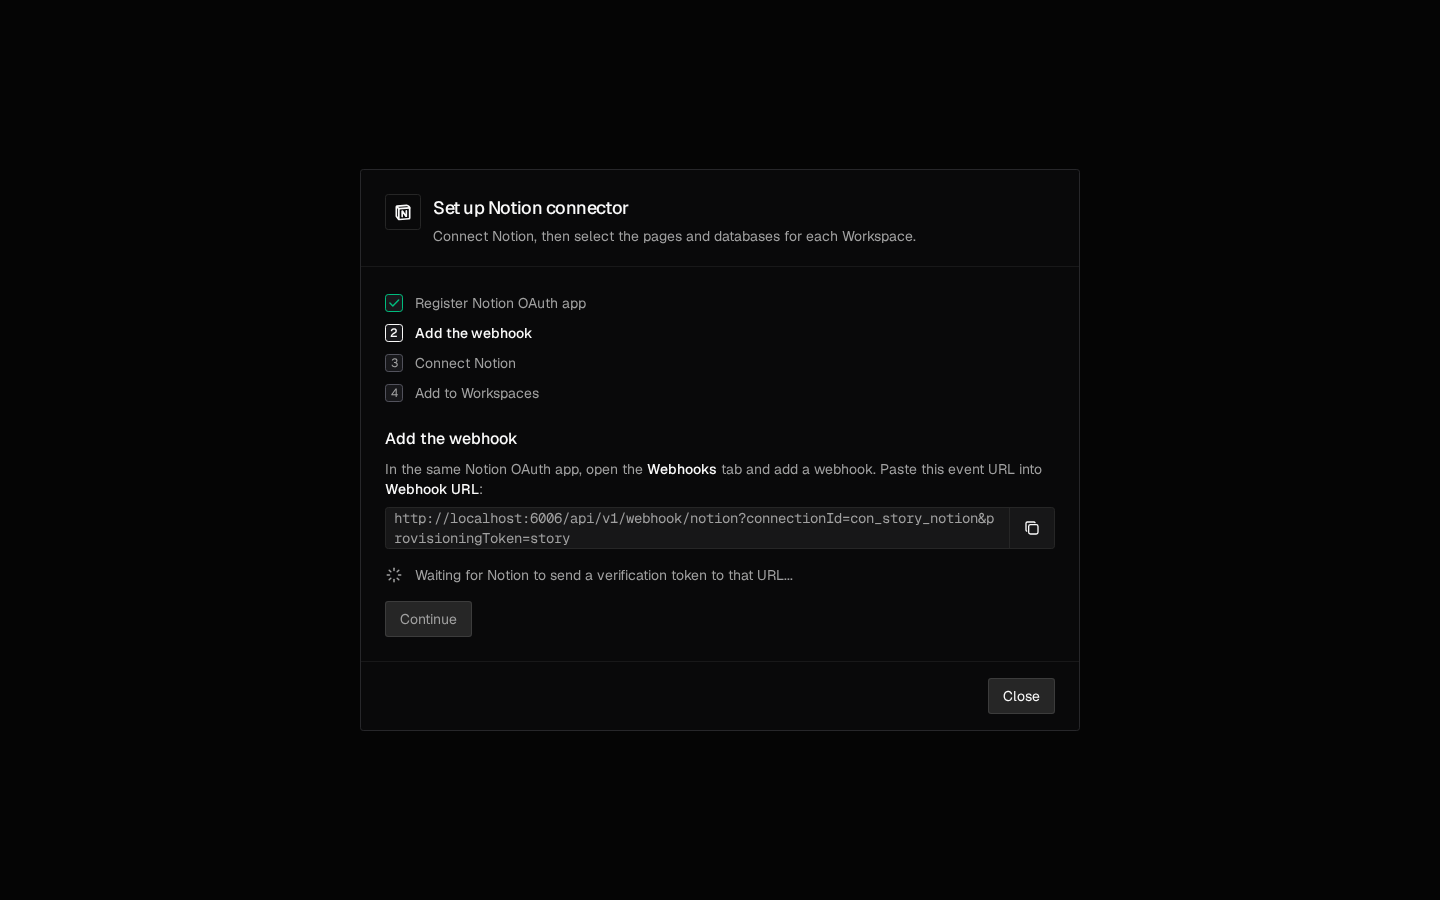 Set up Notion connector
Connect Notion, then select the pages and databases for each Workspace.
Register Notion OAuth app
2 Add the webhook
3 Connect Notion
4 Add to Workspaces
Add the webhook
In the same Notion OAuth app, open the Webhooks tab and add a webhook. Paste this event URL into
Webhook URL:
http://localhost:6006/api/v1/webhook/notion?connectionId=con_story_notion&p
rovisioningToken=story
Waiting for Notion to send a verification token to that URL...
Continue
Close